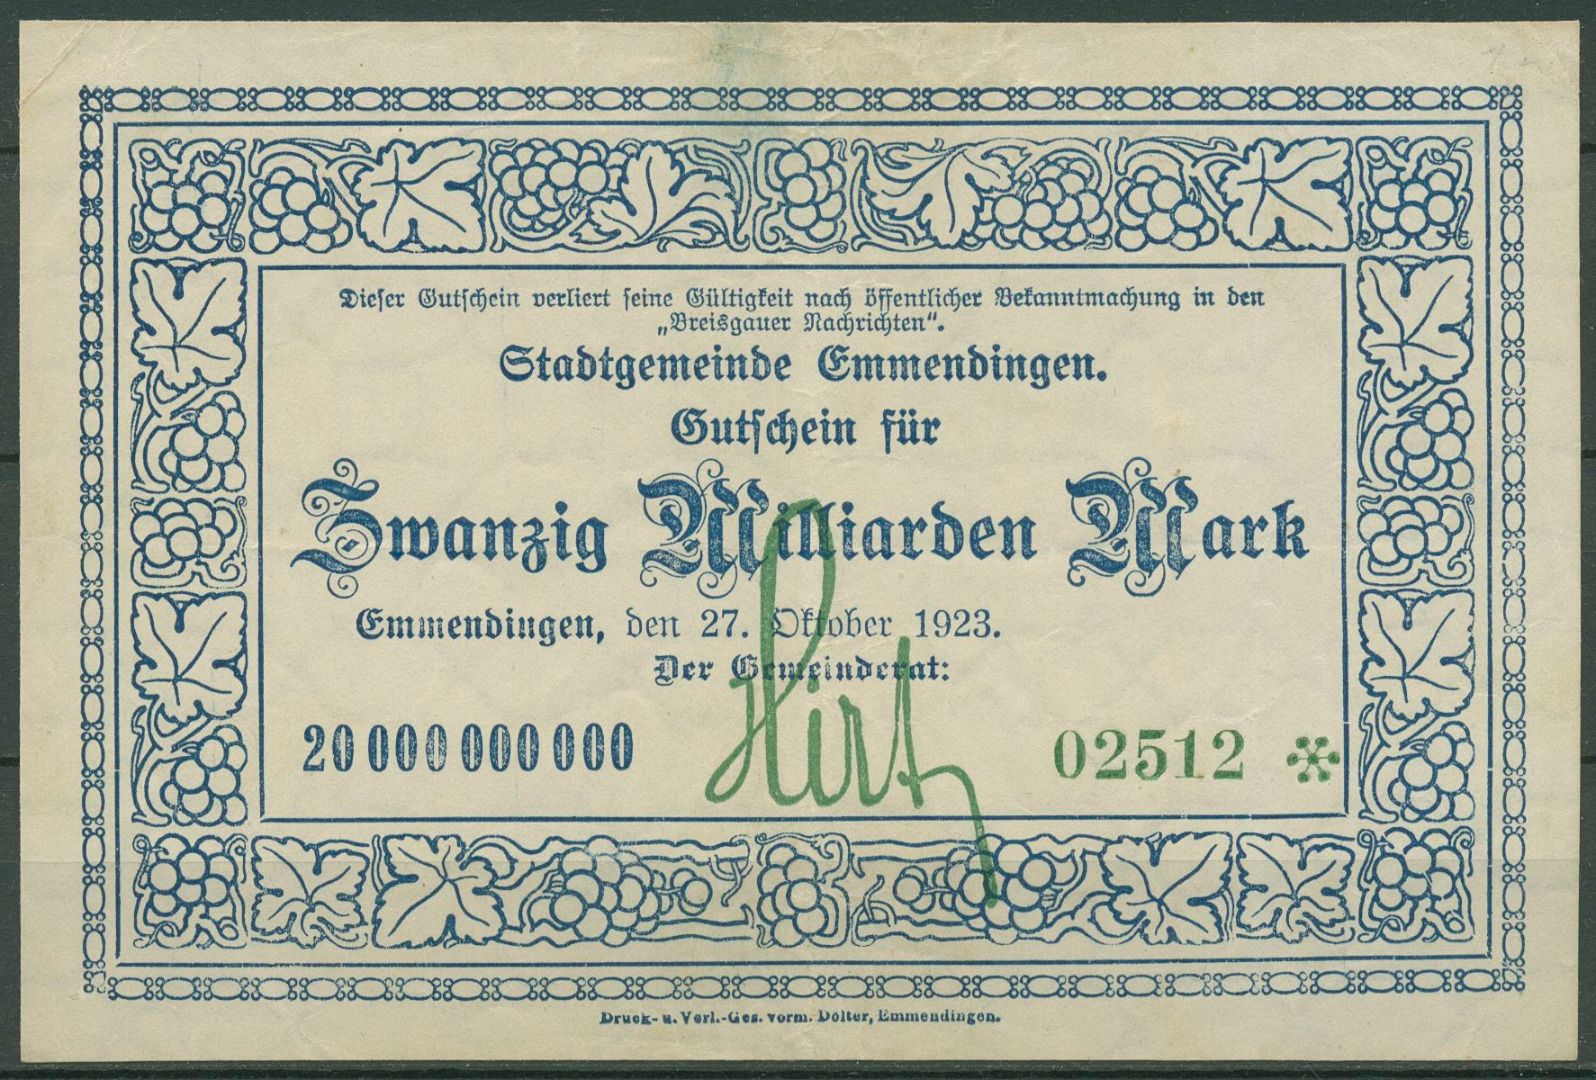 Dieser Gutschein verliert seine Gültigkeit nach öffentlicher Bekanntmachung in den
„Breisgauer Nachrichten“.
Stadtgemeinde Emmendingen.
Gutschein für
Zwanzig Milliarden Mark
Emmendingen, den 27. Oktober 1923.
Der Gemeinderat:
Hirt
20 000 000 000
02512 *
Druck- u. Verl.-Ges. vorm. Dölter, Emmendingen.